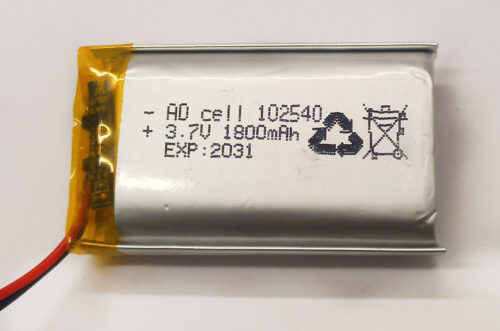 - AD cell 102540
+ 3.7V 1800mAh
EXP:2031